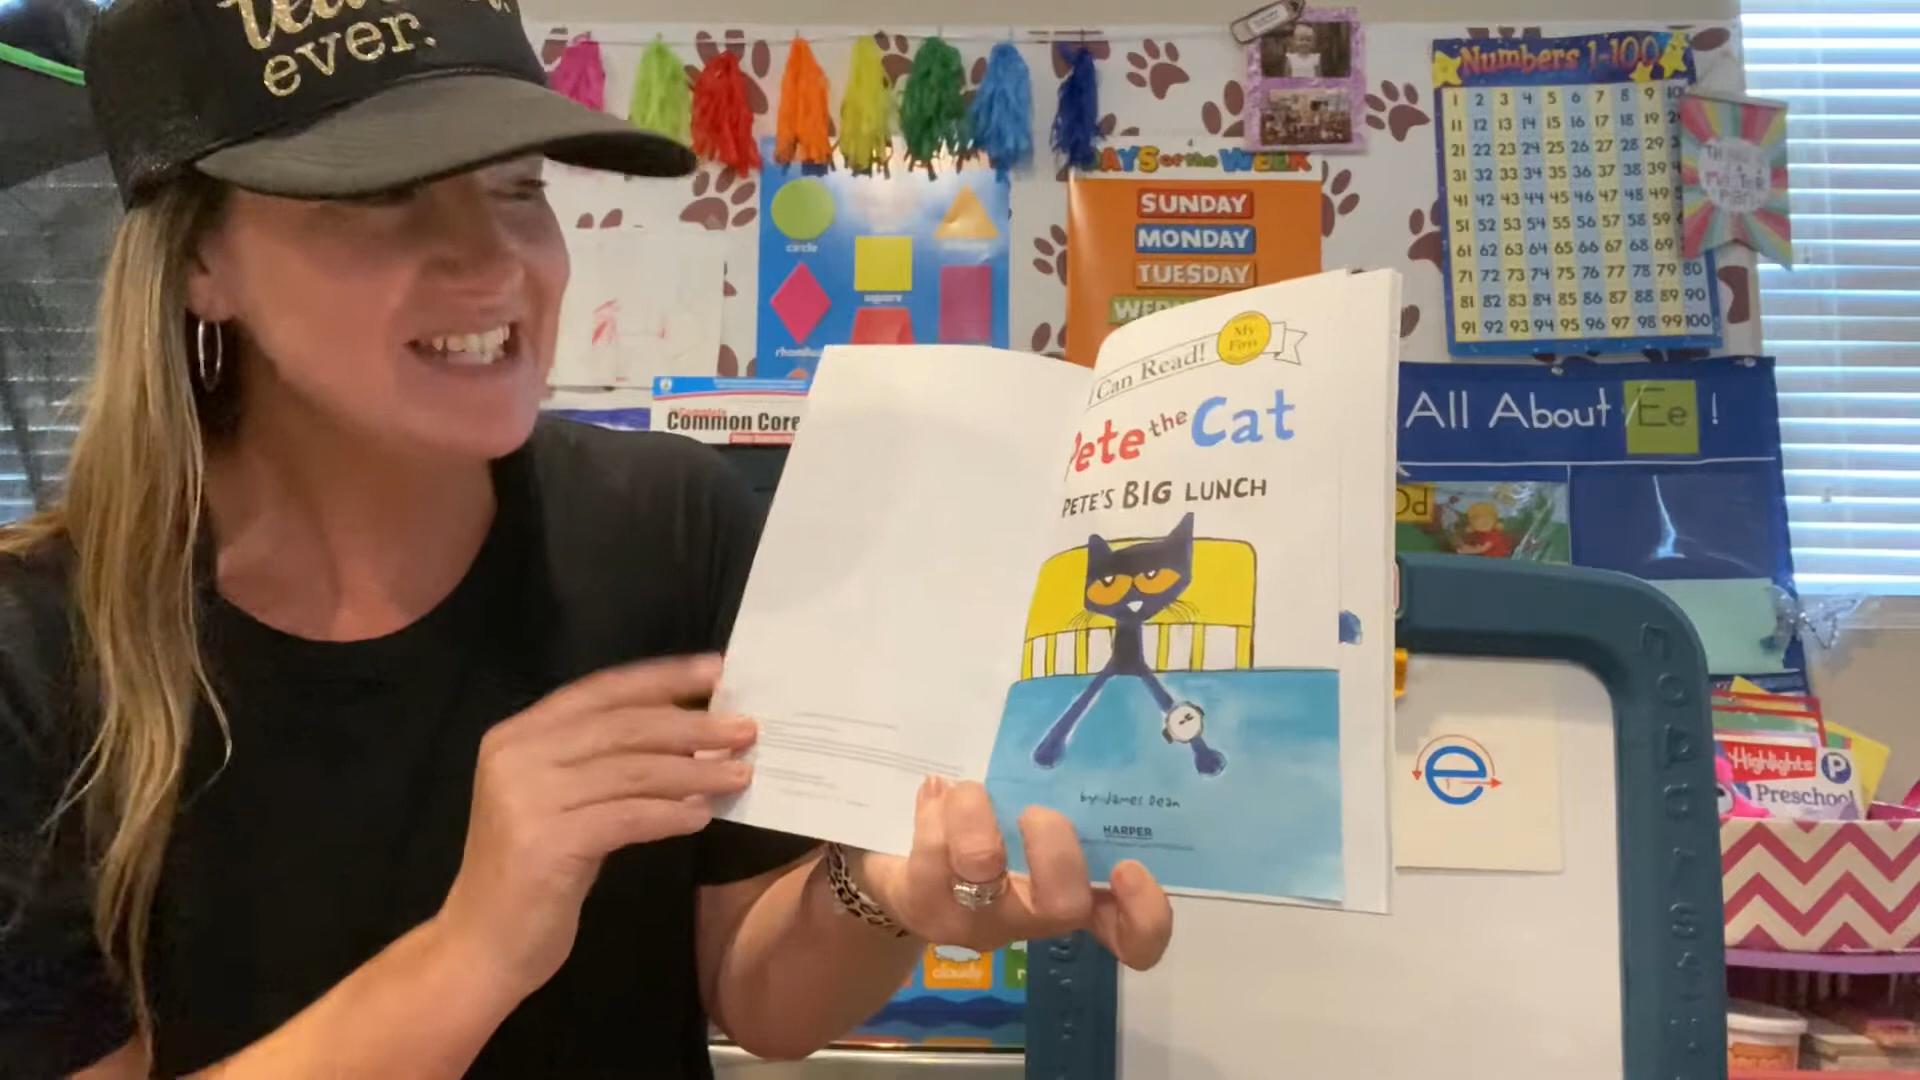 ever.
Numbers 1-100
1 2 3 4 5 6 7 8 9 10
11 12 13 14 15 16 17 18 19
21 22 23 24 25 26 27 28 29
31 32 33 34 35 36 37 38 39
41 42 43 44 45 46 47 48 49
51 52 53 54 55 56 57 58 59
61 62 63 64 65 66 67 68 69
71 72 73 74 75 76 77 78 79 80
81 82 83 84 85 86 87 88 89 90
91 92 93 94 95 96 97 98 99 100
DAYS of the WEEK
SUNDAY
MONDAY
TUESDAY
circle
square
Complete
Common Core
I Can Read!
My
First
Pete the Cat
PETE'S BIG LUNCH
by James Dean
HARPER
All About Ee !
Dd
e
Highlights
P
Preschool
cloudy